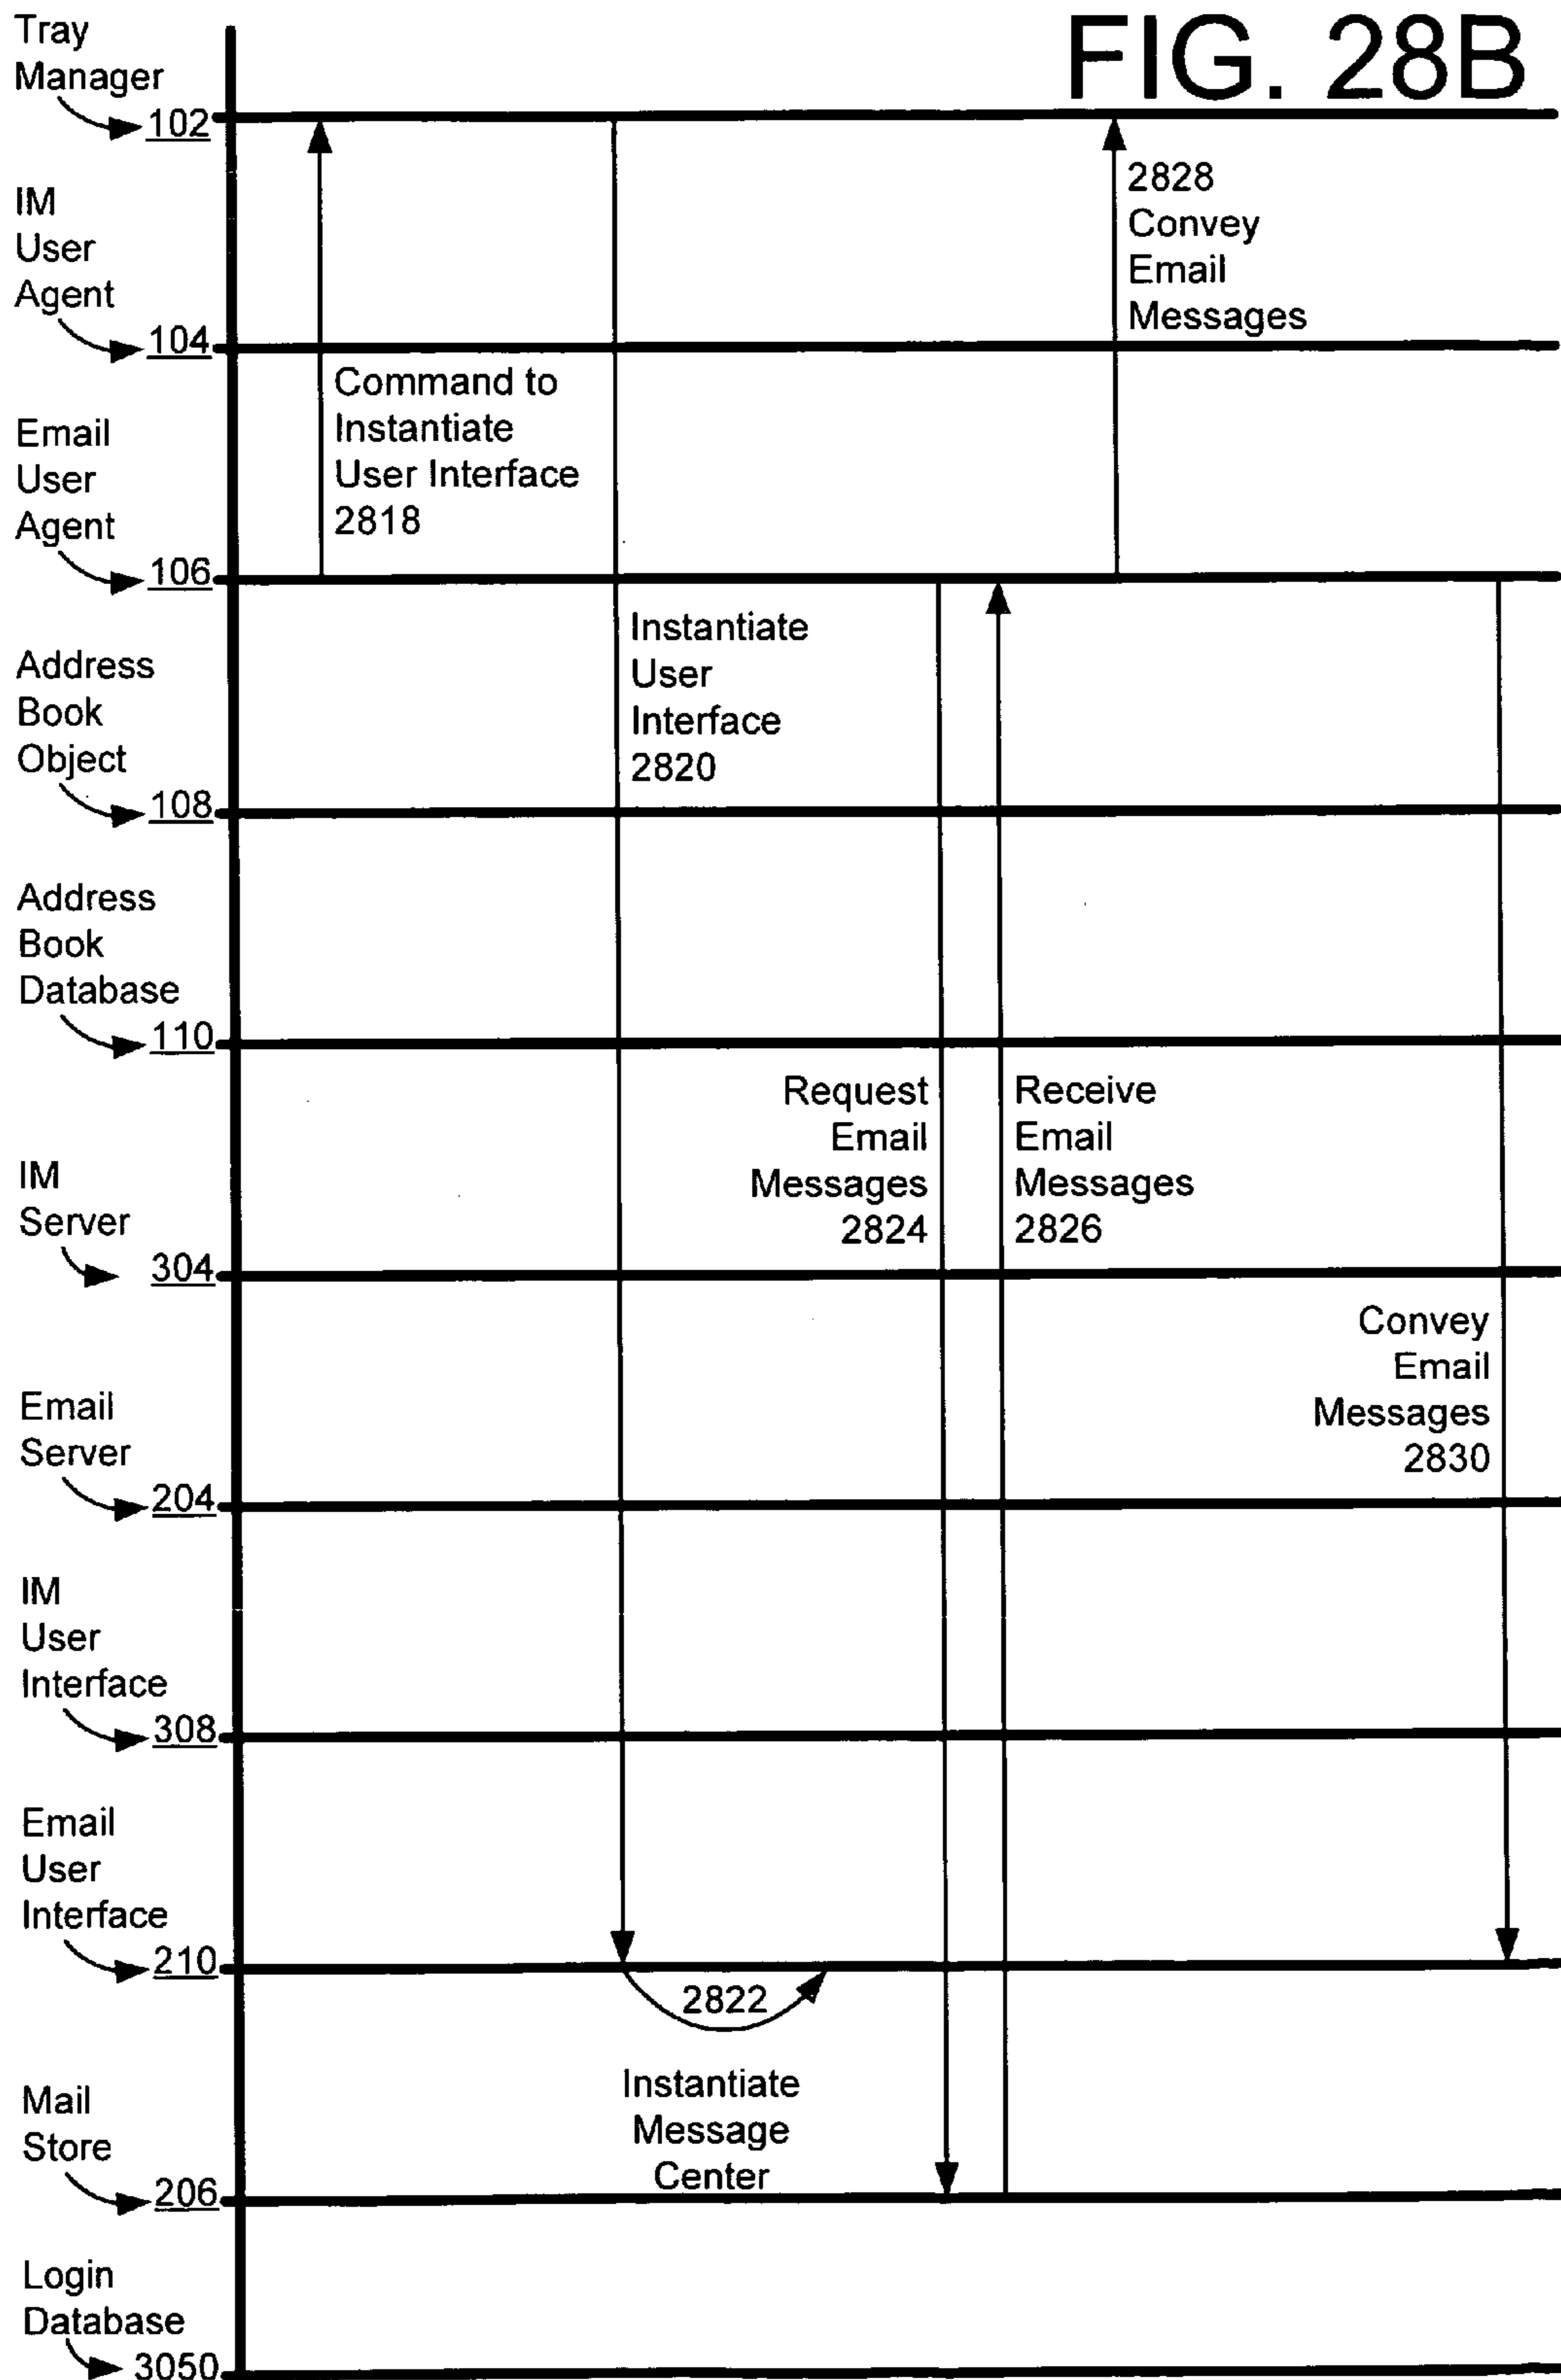 FIG. 28B
Tray
Manager
102
IM
User
Agent
104
Email
User
Agent
106
Address
Book
Object
108
Address
Book
Database
110
IM
Server
304
Email
Server
204
IM
User
Interface
308
Email
User
Interface
210
Mail
Store
206
Login
Database
3050
Command to
Instantiate
User Interface
2818
Instantiate
User
Interface
2820
2822
Instantiate
Message
Center
Request
Email
Messages
2824
Receive
Email
Messages
2826
2828
Convey
Email
Messages
Convey
Email
Messages
2830